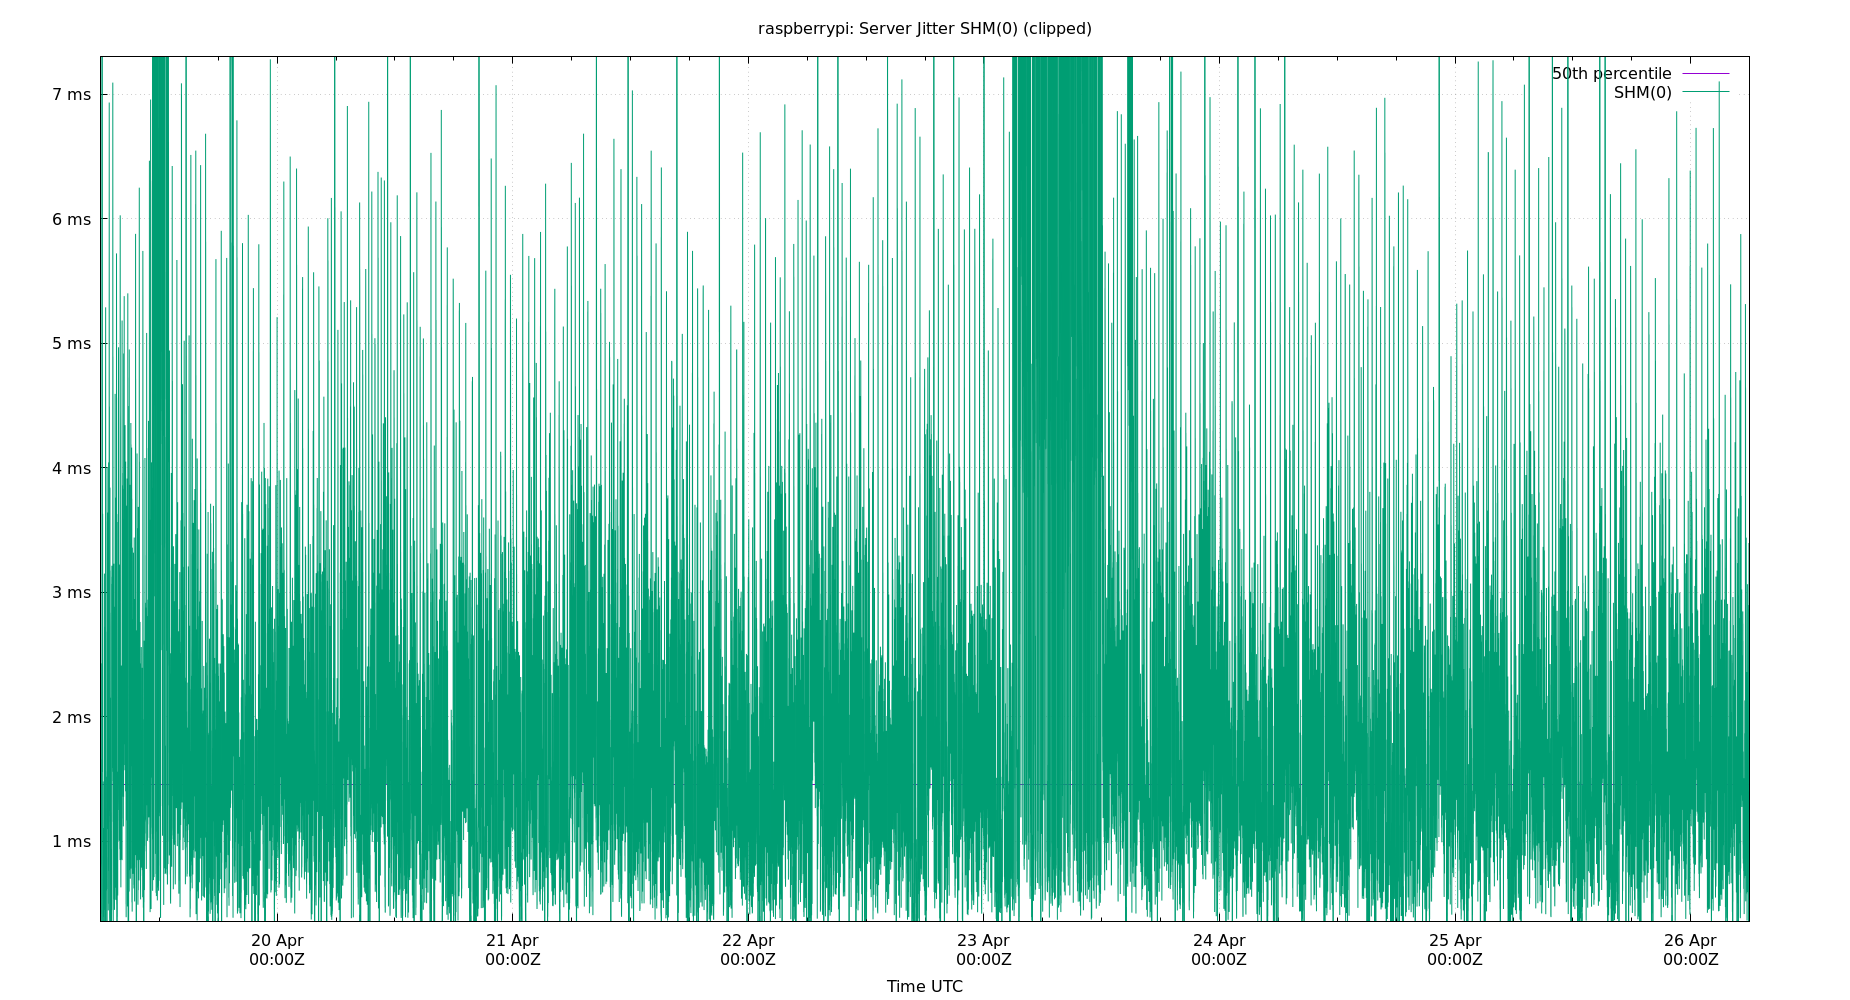 raspberrypi: Server Jitter SHM(0) (clipped)
50th percentile
SHM(0)
7 ms
6 ms
5 ms
4 ms
3 ms
2 ms
1 ms
20 Apr 21 Apr 22 Apr 23 Apr 24 Apr 25 Apr 26 Apr
00:00Z 00:00Z 00:00Z 00:00Z 00:00Z 00:00Z 00:00Z
Time UTC